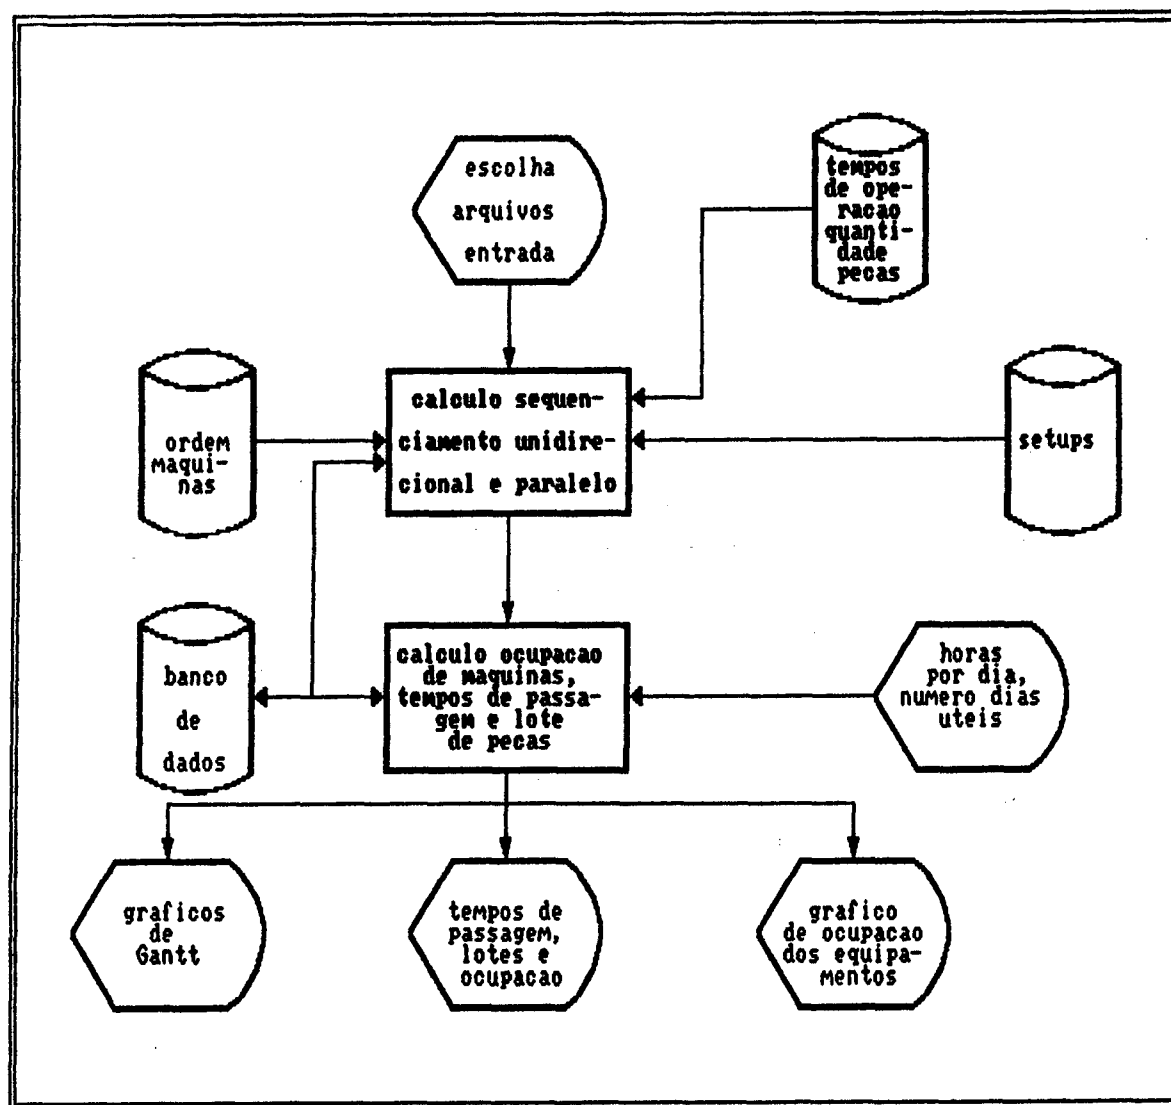 escolha
arquivos
entrada
tempos
de ope-
racao
quanti-
dade
pecas
ordem
maqui-
nas
calculo sequen-
ciamento unidire-
cional e paralelo
setups
banco
de
dados
calculo ocupacao
de maquinas,
tempos de passa-
gem e lote
de pecas
horas
por dia,
numero dias
uteis
graficos
de
Gantt
tempos de
passagem,
lotes e
ocupacao
grafico
de ocupacao
dos equipa-
mentos